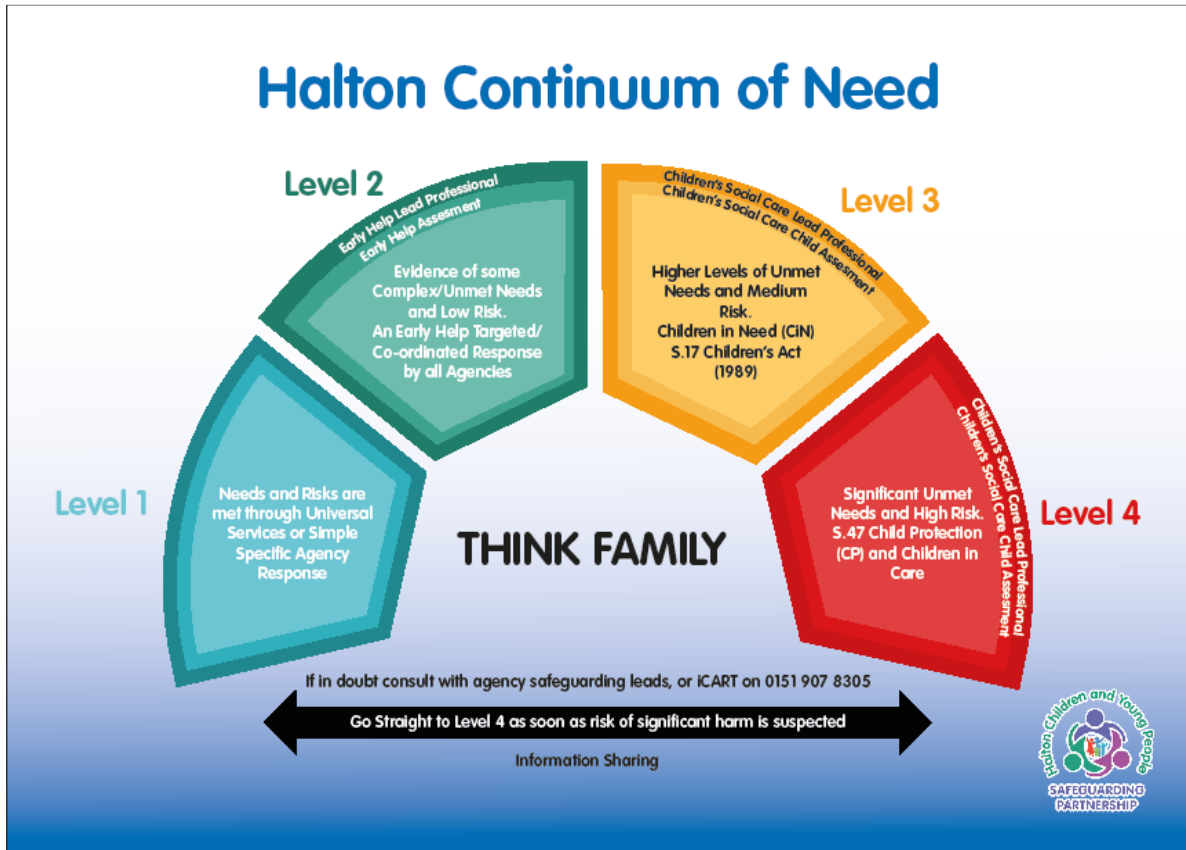 Halton Continuum of Need
Level 1
Needs and Risks are
met through Universal
Services or Simple
Specific Agency
Response
Level 2
Early Help Lead Professional
Early Help Assesment
Evidence of some
Complex/Unmet Needs
and Low Risk.
An Early Help Targeted/
Co-ordinated Response
by all Agencies
Level 3
Children's Social Care Lead Professional
Children's Social Care Child Assesment
Higher Levels of Unmet
Needs and Medium
Risk.
Children in Need (CiN)
S.17 Children's Act
(1989)
Level 4
Children's Social Care Lead Professional
Children's Social Care Child Assesment
Significant Unmet
Needs and High Risk.
S.47 Child Protection
(CP) and Children in
Care
THINK FAMILY
If in doubt consult with agency safeguarding leads, or iCART on 0151 907 8305
Go Straight to Level 4 as soon as risk of significant harm is suspected
Information Sharing
Halton Children and Young People
SAFEGUARDING
PARTNERSHIP